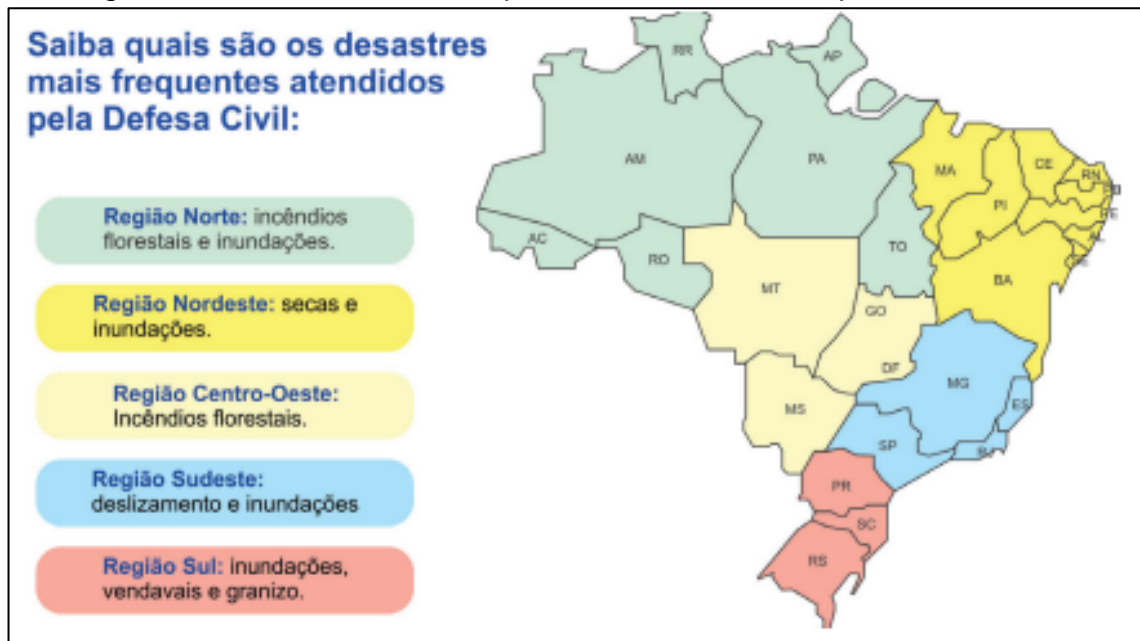 Saiba quais são os desastres
mais frequentes atendidos
pela Defesa Civil:
Região Norte: incêndios
florestais e inundações.
Região Nordeste: secas e
inundações.
Região Centro-Oeste:
Incêndios florestais.
Região Sudeste:
deslizamento e inundações
Região Sul: inundações,
vendavais e granizo.
RR
AP
AM
PA
MA
CE
RN
PI
PE
AL
AC
RO
TO
BA
MT
GO
DF
MG
ES
MS
SP
PR
SC
RS